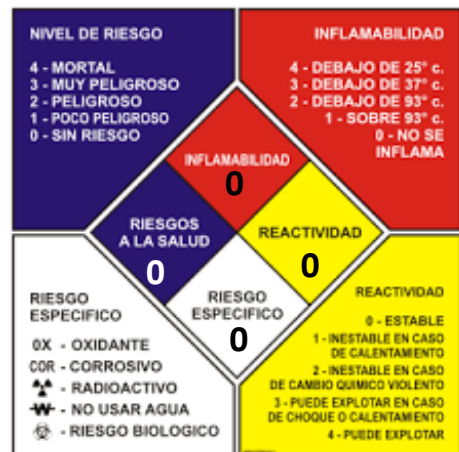 NIVEL DE RIESGO
4 - MORTAL
3 - MUY PELIGROSO
2 - PELIGROSO
1 - POCO PELIGROSO
0 - SIN RIESGO
INFLAMABILIDAD
4 - DEBAJO DE 25° c.
3 - DEBAJO DE 37° c.
2 - DEBAJO DE 93° c.
1 - SOBRE 93° c.
0 - NO SE
INFLAMA
INFLAMABILIDAD
0
RIESGOS
A LA SALUD
0
REACTIVIDAD
0
RIESGO
ESPECIFICO
0
RIESGO
ESPECIFICO
0X - OXIDANTE
COR - CORROSIVO
- RADIOACTIVO
W - NO USAR AGUA
- RIESGO BIOLOGICO
REACTIVIDAD
0 - ESTABLE
1 - INESTABLE EN CASO
DE CALENTAMIENTO
2 - INESTABLE EN CASO
DE CAMBIO QUIMICO VIOLENTO
3 - PUEDE EXPLOTAR EN CASO
DE CHOQUE O CALENTAMIENTO
4 - PUEDE EXPLOTAR